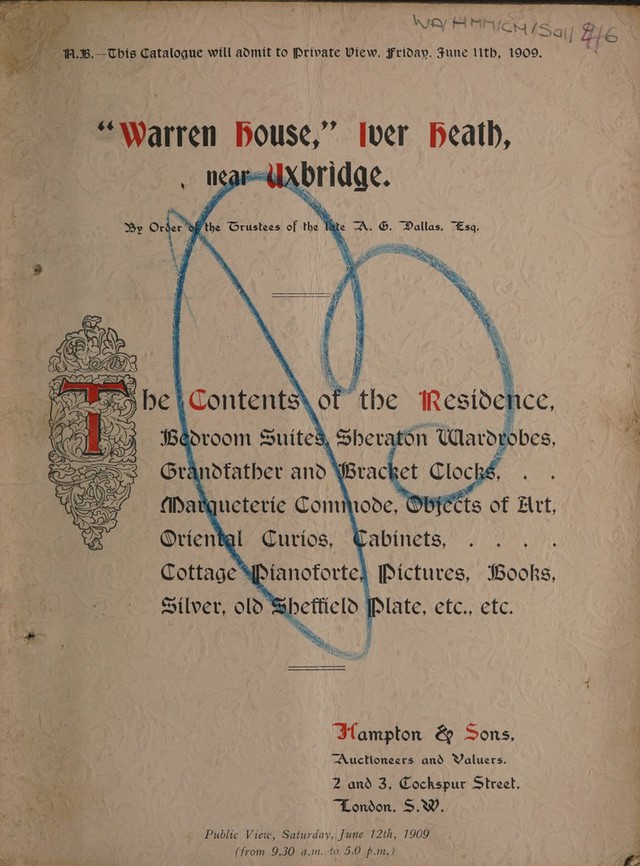 WA/HMM/CM/Sal
N.B.—This Catalogue will admit to Private View, Friday, June 11th, 1909.
"Warren House," Iver Heath,
near Uxbridge.
By Order of the Trustees of the late A. G. Dallas, Esq.
The Contents of the Residence,
Bedroom Suites, Sheraton Wardrobes,
Grandfather and Bracket Clocks, . .
Marqueterie Commode, Objects of Art,
Oriental Curios, Cabinets, . . . .
Cottage Pianoforte, Pictures, Books,
Silver, old Sheffield Plate, etc., etc.
Hampton & Sons,
Auctioneers and Valuers,
2 and 3, Cockspur Street,
London, S.W.
Public View, Saturday, June 12th, 1909
(from 9.30 a.m. to 5.0 p.m.)